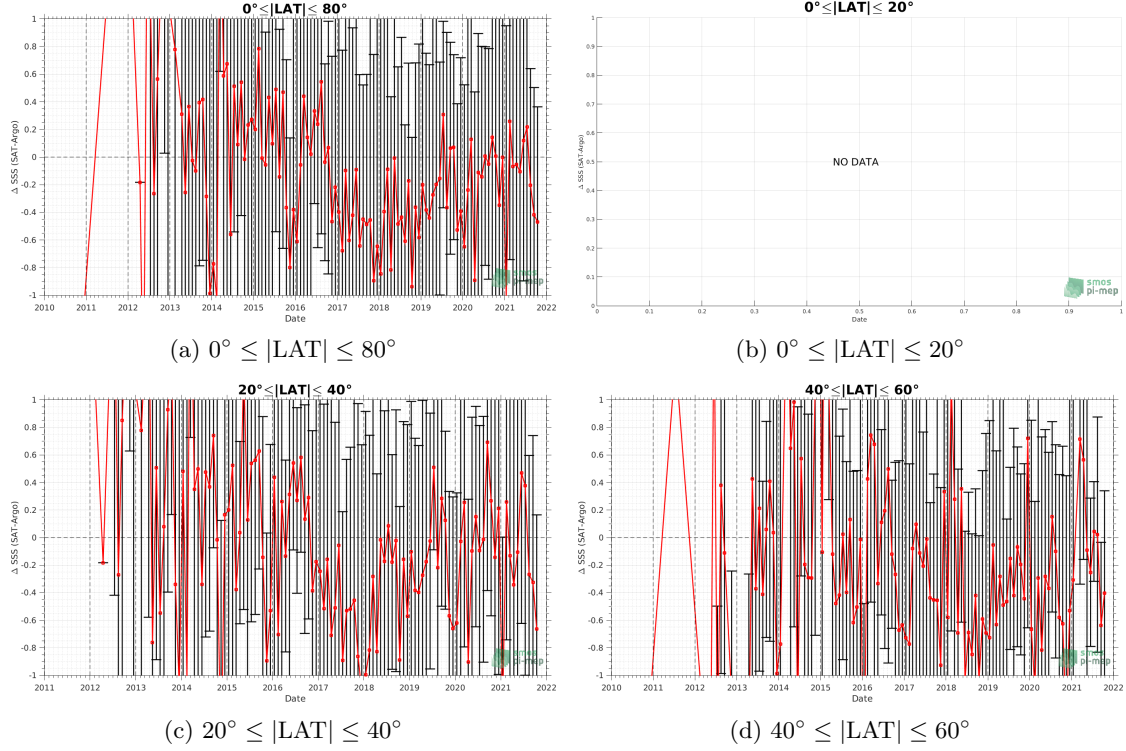 0°≤|LAT|≤ 80°
1
0.8
0.6
0.4
0.2
0
-0.2
-0.4
-0.6
-0.8
-1
Δ SSS (SAT-Argo)
2010 2011 2012 2013 2014 2015 2016 2017 2018 2019 2020 2021 2022
Date
smos
pi-mep
(a) 0° ≤ |LAT| ≤ 80°
0°≤|LAT|≤ 20°
1
0.9
0.8
0.7
0.6
0.5
0.4
0.3
0.2
0.1
0
Δ SSS (SAT-Argo)
NO DATA
0 0.1 0.2 0.3 0.4 0.5 0.6 0.7 0.8 0.9 1
Date
smos
pi-mep
(b) 0° ≤ |LAT| ≤ 20°
20°≤|LAT|≤ 40°
1
0.8
0.6
0.4
0.2
0
-0.2
-0.4
-0.6
-0.8
-1
Δ SSS (SAT-Argo)
2011 2012 2013 2014 2015 2016 2017 2018 2019 2020 2021 2022
Date
smos
pi-mep
(c) 20° ≤ |LAT| ≤ 40°
40°≤|LAT|≤ 60°
1
0.8
0.6
0.4
0.2
0
-0.2
-0.4
-0.6
-0.8
-1
Δ SSS (SAT-Argo)
2010 2011 2012 2013 2014 2015 2016 2017 2018 2019 2020 2021 2022
Date
smos
pi-mep
(d) 40° ≤ |LAT| ≤ 60°